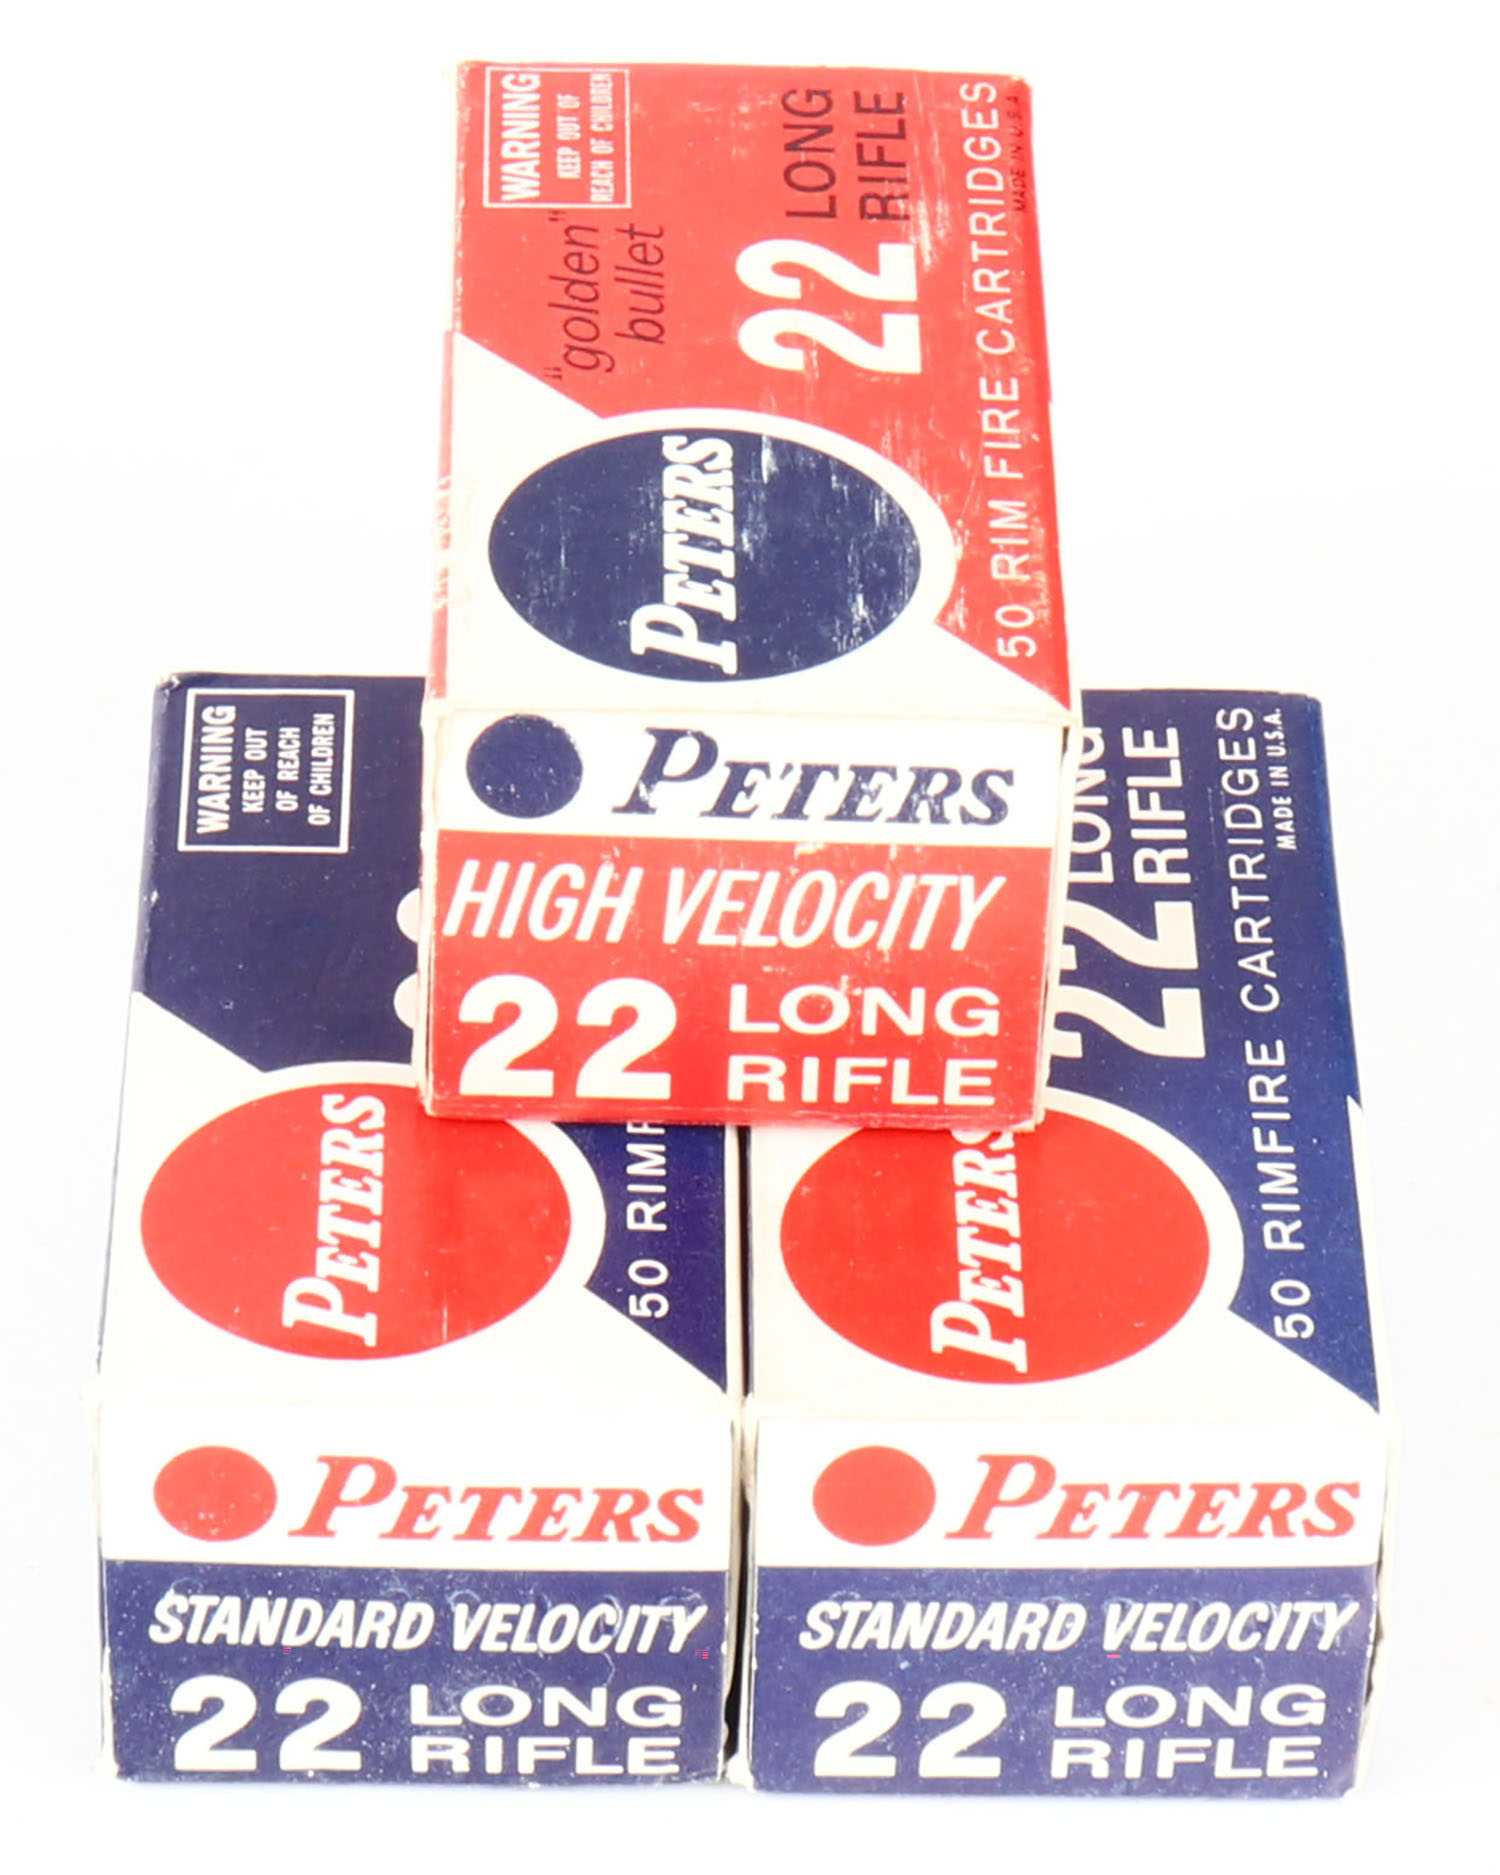 WARNING
KEEP OUT OF
REACH OF CHILDREN
"golden"
bullet
PETERS
22 LONG
RIFLE
50 RIM FIRE CARTRIDGES
MADE IN U.S.A.
PETERS
HIGH VELOCITY
22 LONG
RIFLE
WARNING
KEEP OUT
OF REACH
OF CHILDREN
PETERS
50 RIMF
PETERS
STANDARD VELOCITY
22 LONG
RIFLE
PETERS
22 LONG
RIFLE
50 RIMFIRE CARTRIDGES
MADE IN U.S.A.
PETERS
STANDARD VELOCITY
22 LONG
RIFLE